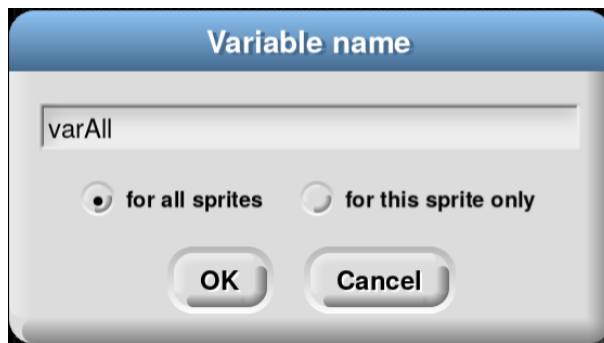 Variable name
varAll
for all sprites for this sprite only
OK Cancel